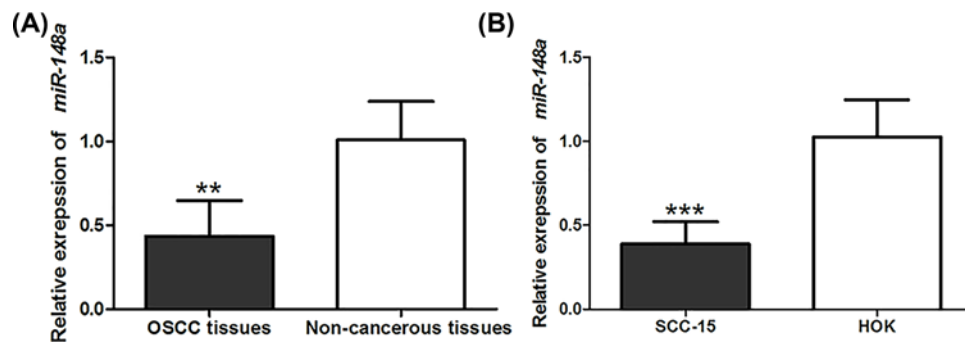 (A)
Relative exrepssion of miR-148a
1.5
1.0
0.5
0.0
**
OSCC tissues
Non-cancerous tissues
(B)
Relative exrepssion of miR-148a
1.5
1.0
0.5
0.0
***
SCC-15
HOK